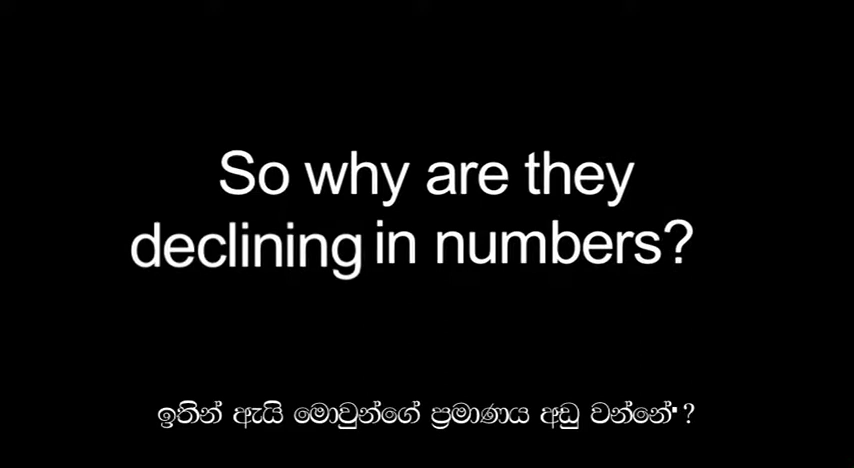 So why are they
declining in numbers?
ඉතින් ඇයි මොවුන්ගේ ප්‍රමාණය අඩු වන්නේ ?